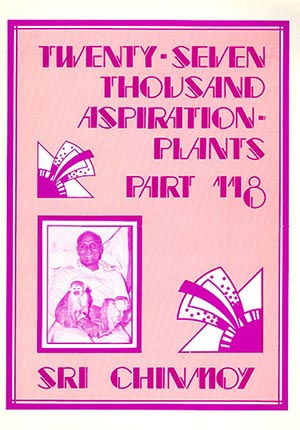 TWENTY-SEVEN
THOUSAND
ASPIRATION-
PLANTS
PART 118
SRI CHINMOY